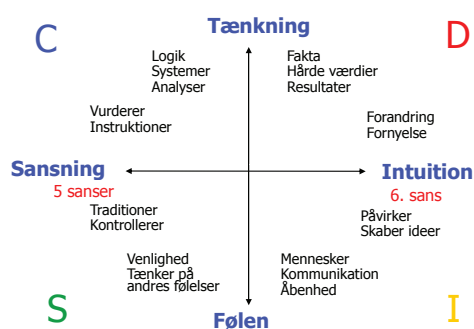 C
Tænkning
D
Logik
Systemer
Analyser
Fakta
Hårde værdier
Resultater
Vurderer
Instruktioner
Forandring
Fornyelse
Sansning
5 sanser
Intuition
6. sans
Traditioner
Kontrollerer
Påvirker
Skaber ideer
Venlighed
Tænker på
andres følelser
Mennesker
Kommunikation
Åbenhed
S
Følen
I